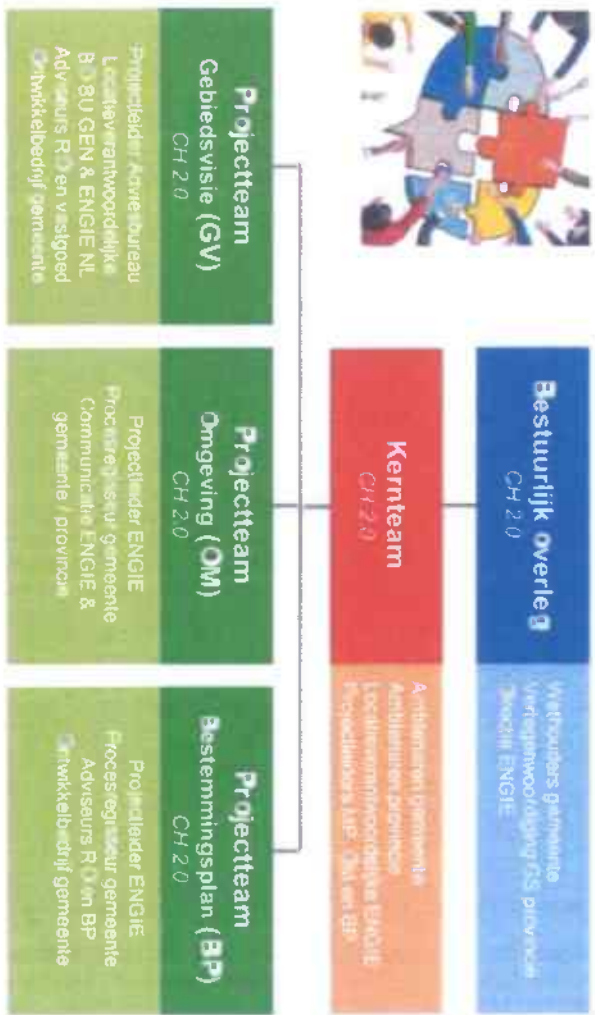 Bestuurlijk overleg
CH 2.0
Wethouders gemeente
Vertegenwoordiging GS provincie
Directie ENGIE
Kernteam
CH 2.0
Ambtenaren gemeente
Ambtenaren provincie
Locatieverantwoordelijke ENGIE
Projectleiders OM en BP
Projectteam
Gebiedsvisie (GV)
CH 2.0
Projectleider Adviesbureau
Locatieverantwoordelijke
BD BU GEN & ENGIE NL
Adviseurs RO en vastgoed
Ontwikkelbedrijf gemeente
Projectteam
Omgeving (OM)
CH 2.0
Projectleider ENGIE
Procesregisseur gemeente
Communicatie ENGIE &
gemeente / provincie
Projectteam
Bestemmingsplan (BP)
CH 2.0
Projectleider ENGIE
Procesregisseur gemeente
Adviseurs RO en BP
Ontwikkelbedrijf gemeente